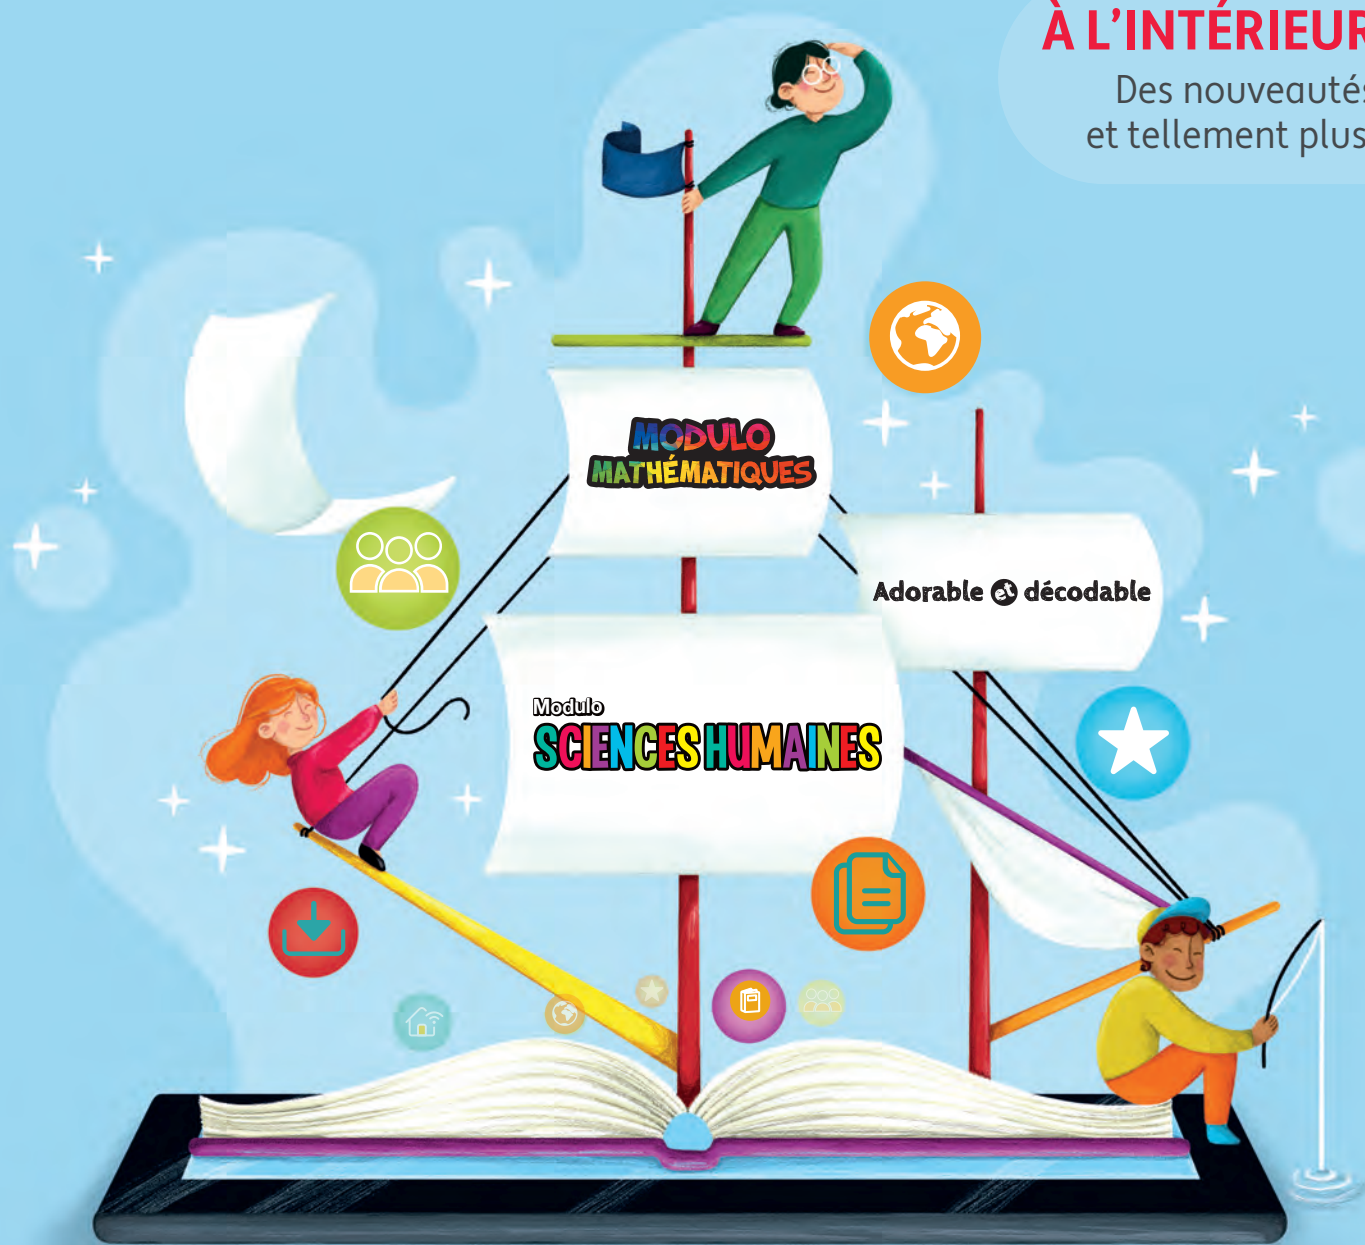 À L'INTÉRIEUR
Des nouveautés
et tellement plus
MODULO
MATHÉMATIQUES
Adorable et décodable
Modulo
SCIENCES HUMAINES